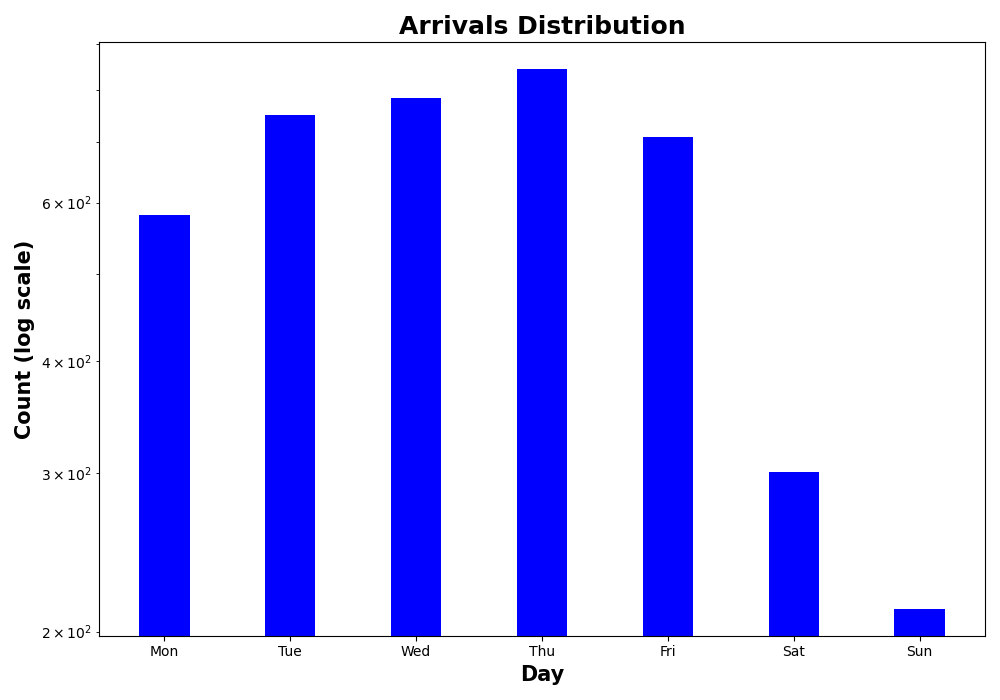 Arrivals Distribution
Count (log scale)
6 × 10²
4 × 10²
3 × 10²
2 × 10²
Mon Tue Wed Thu Fri Sat Sun
Day